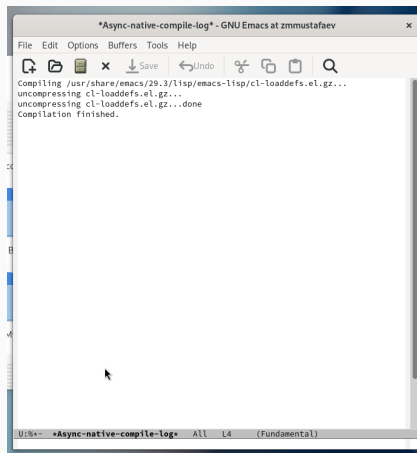 *Async-native-compile-log* - GNU Emacs at zmmustafaev
File Edit Options Buffers Tools Help
Save Undo
Compiling /usr/share/emacs/29.3/lisp/emacs-lisp/cl-loaddefs.el.gz...
uncompressing cl-loaddefs.el.gz...
uncompressing cl-loaddefs.el.gz...done
Compilation finished.
U:%*- *Async-native-compile-log* All L4 (Fundamental)